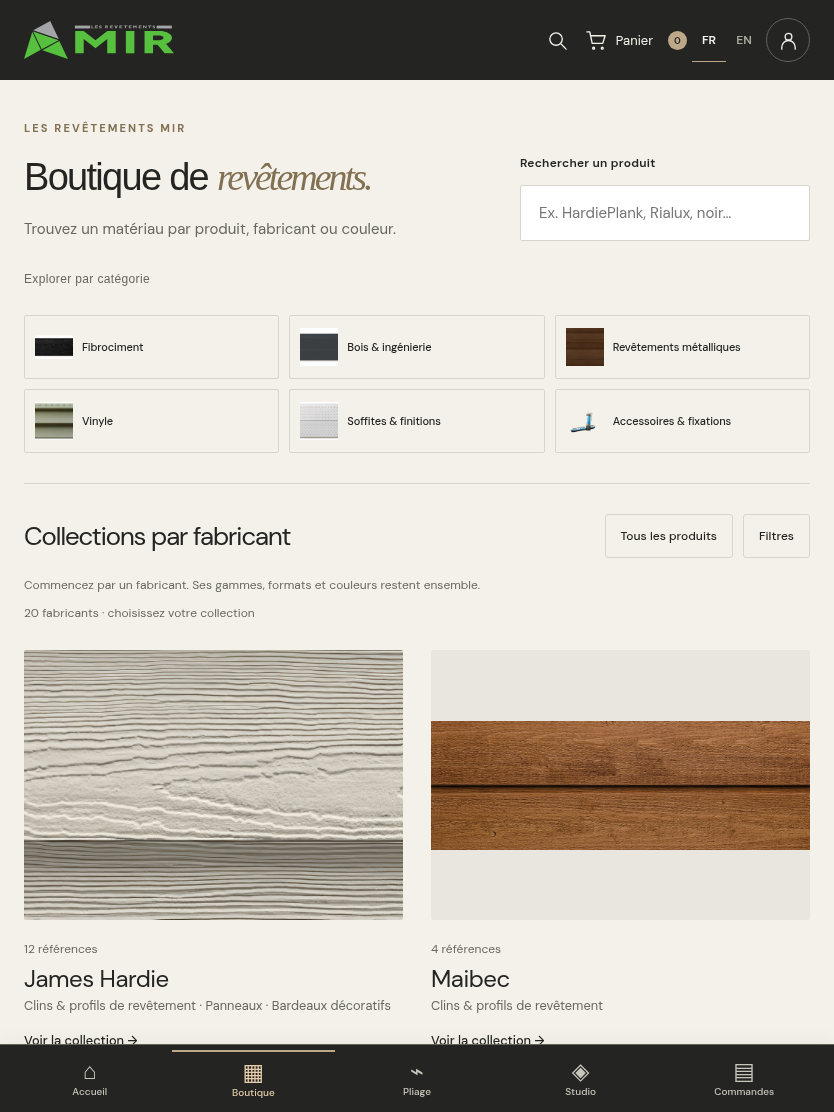 LES REVÊTEMENTS
MIR
Panier
0
FR
EN
LES REVÊTEMENTS MIR
Boutique de revêtements.
Trouvez un matériau par produit, fabricant ou couleur.
Rechercher un produit
Ex. HardiePlank, Rialux, noir...
Explorer par catégorie
Fibrociment
Bois & ingénierie
Revêtements métalliques
Vinyle
Soffites & finitions
Accessoires & fixations
Collections par fabricant
Tous les produits
Filtres
Commencez par un fabricant. Ses gammes, formats et couleurs restent ensemble.
20 fabricants · choisissez votre collection
12 références
James Hardie
Clins & profils de revêtement · Panneaux · Bardeaux décoratifs
Voir la collection →
4 références
Maibec
Clins & profils de revêtement
Voir la collection →
Accueil
Boutique
Pliage
Studio
Commandes